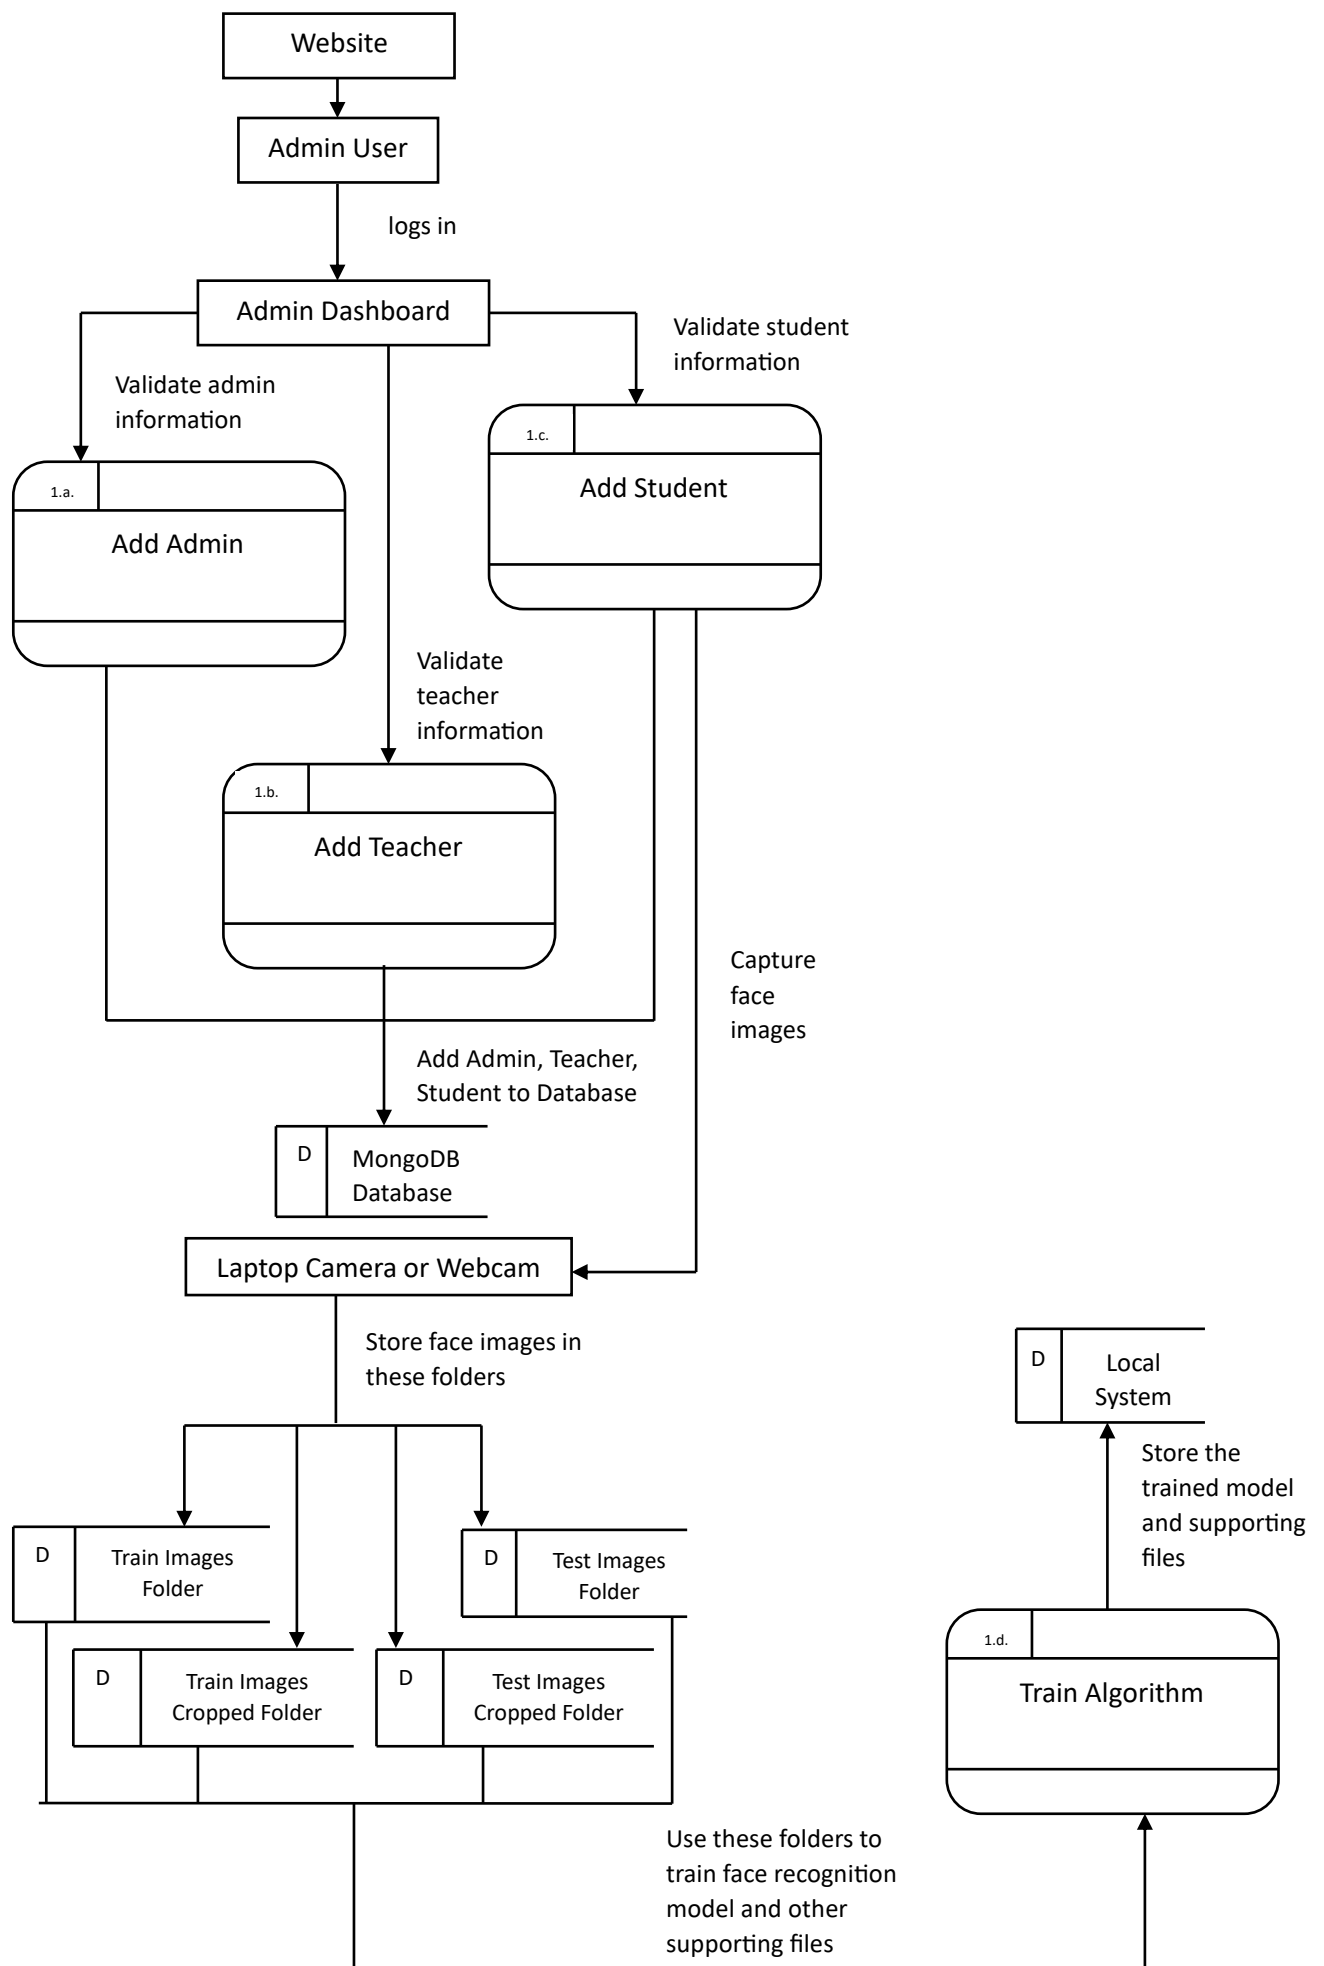 Website
Admin User
logs in
Admin Dashboard
Validate student
information
Validate admin
information
1.c.
Add Student
1.a.
Add Admin
Validate
teacher
information
1.b.
Add Teacher
Capture
face
images
Add Admin, Teacher,
Student to Database
D
MongoDB
Database
Laptop Camera or Webcam
Store face images in
these folders
D
Local
System
Store the
trained model
and supporting
files
D
Train Images
Folder
D
Test Images
Folder
D
Train Images
Cropped Folder
D
Test Images
Cropped Folder
1.d.
Train Algorithm
Use these folders to
train face recognition
model and other
supporting files